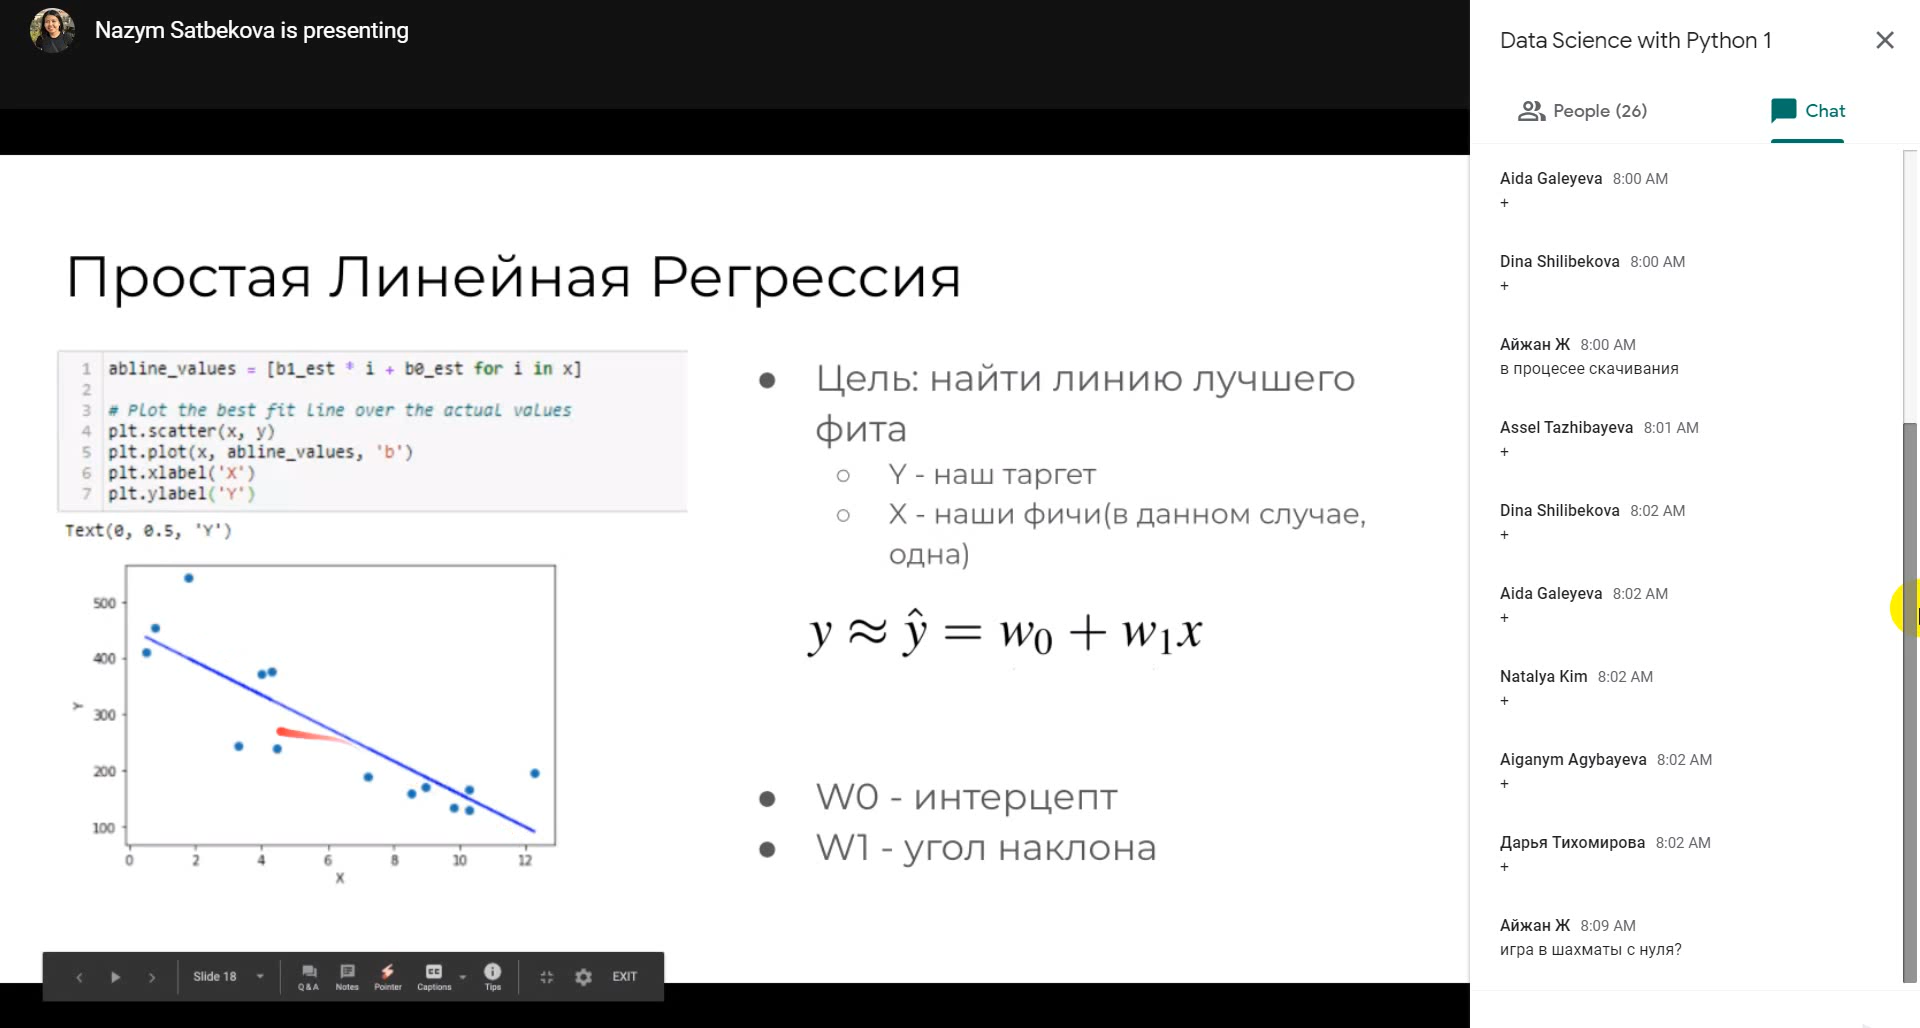 Nazym Satbekova is presenting
Простая Линейная Регрессия
1 abline_values = [b1_est * i + b0_est for i in x]
2
3 # Plot the best fit line over the actual values
4 plt.scatter(x, y)
5 plt.plot(x, abline_values, 'b')
6 plt.xlabel('X')
7 plt.ylabel('Y')
Text(0, 0.5, 'Y')
500
400
300
200
100
Y
0 2 4 6 8 10 12
X
● Цель: найти линию лучшего
фита
○ Y - наш таргет
○ X - наши фичи(в данном случае,
одна)
y ≈ ŷ = w₀ + w₁x
● W0 - интерцепт
● W1 - угол наклона
Slide 18
Q & A
Notes
Pointer
Captions
Tips
EXIT
Data Science with Python 1
People (26)
Chat
Aida Galeyeva 8:00 AM
+
Dina Shilibekova 8:00 AM
+
Айжан Ж 8:00 AM
в процесее скачивания
Assel Tazhibayeva 8:01 AM
+
Dina Shilibekova 8:02 AM
+
Aida Galeyeva 8:02 AM
+
Natalya Kim 8:02 AM
+
Aiganym Agybayeva 8:02 AM
+
Дарья Тихомирова 8:02 AM
+
Айжан Ж 8:09 AM
игра в шахматы с нуля?